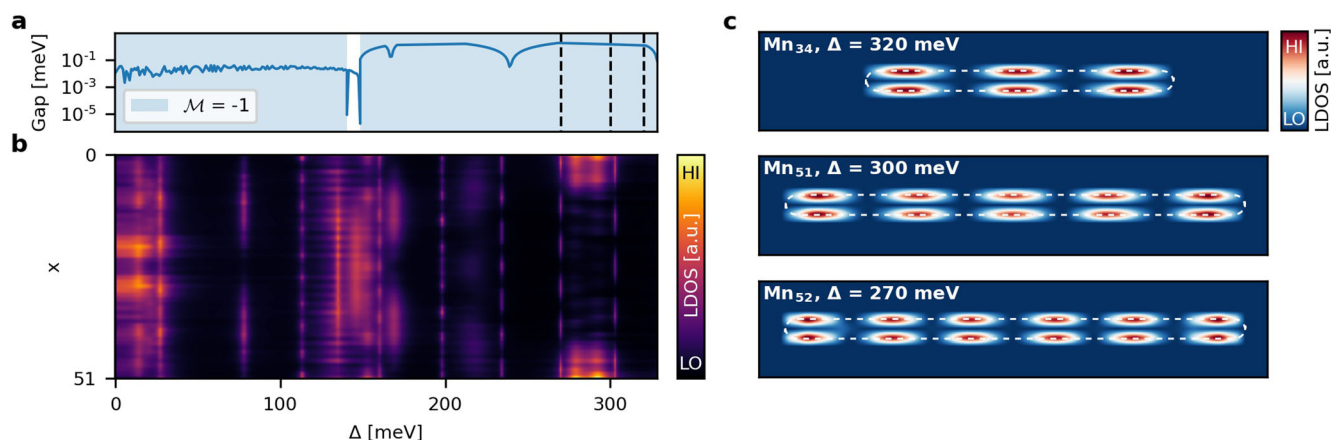 a
Gap [meV]
10⁻¹
10⁻³
10⁻⁵
ℳ = -1
b
x
0
51
HI
LDOS [a.u.]
LO
0
100
200
300
Δ [meV]
c
Mn₃₄, Δ = 320 meV
HI
LO
LDOS [a.u.]
Mn₅₁, Δ = 300 meV
Mn₅₂, Δ = 270 meV